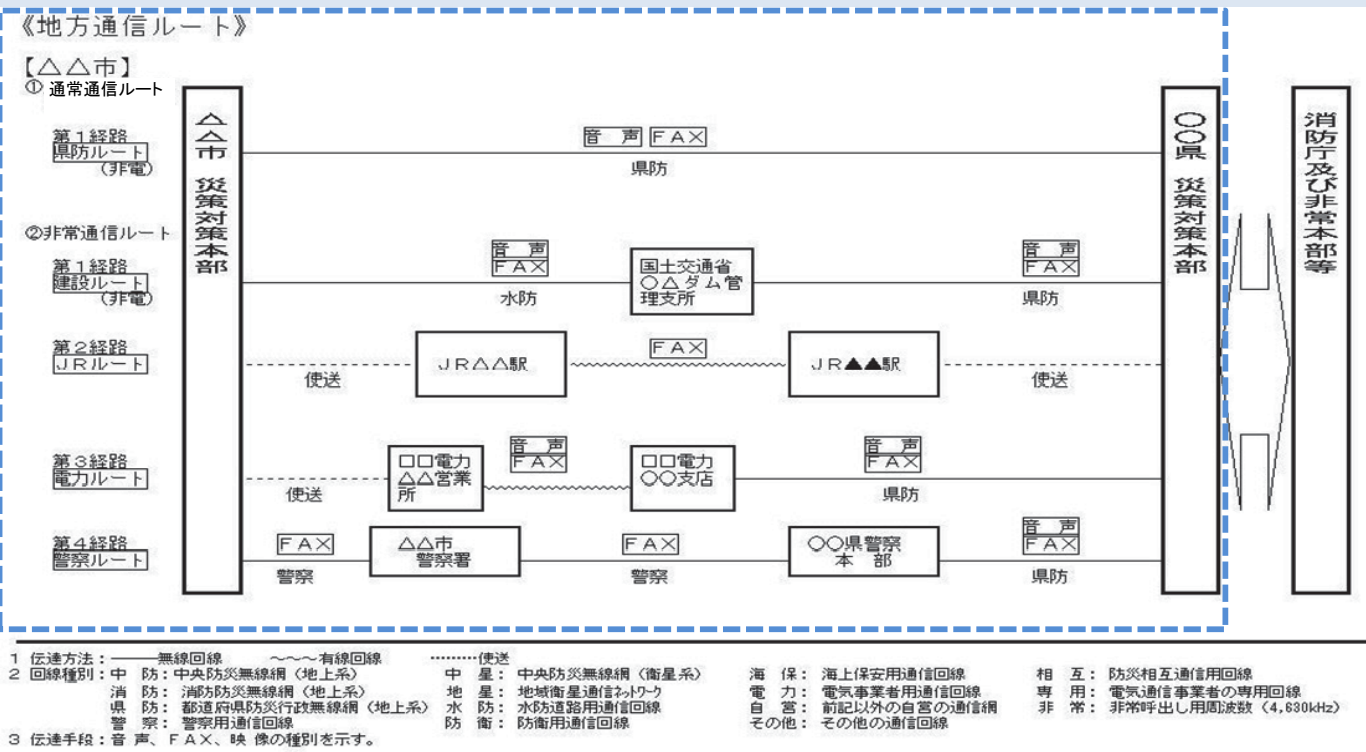 《地方通信ルート》
【△△市】
① 通常通信ルート
第1経路
県防ルート
(非電)
②非常通信ルート
第1経路
建設ルート
(非電)
第2経路
JRルート
第3経路
電力ルート
第4経路
警察ルート
△△市 災策対策本部
音 声 FAX
県防
音 声
FAX
水防
国土交通省
○△ダム管
理支所
音 声
FAX
県防
使送
JR△△駅
FAX
JR▲▲駅
使送
使送
□□電力
△△営業
所
音 声
FAX
□□電力
○○支店
音 声
FAX
県防
FAX
警察
△△市
警察署
FAX
警察
○○県警察
本 部
音 声
FAX
県防
○○県 災策対策本部
消防庁及び非常本部等
1 伝達方法:―――無線回線 ~~~有線回線 ………使送
2 回線種別:中 防:中央防災無線網(地上系) 中 星:中央防災無線網(衛星系) 海 保:海上保安用通信回線 相 互:防災相互通信用回線
消 防:消防防災無線網(地上系) 地 星:地域衛星通信ネットワーク 電 力:電気事業者用通信回線 専 用:電気通信事業者の専用回線
県 防:都道府県防災行政無線網(地上系) 水 防:水防道路用通信回線 自 営:前記以外の自営の通信網 非 常:非常呼出し用周波数(4,630kHz)
警 察:警察用通信回線 防 衛:防衛用通信回線 その他:その他の通信回線
3 伝達手段:音 声、FAX、映 像の種別を示す。